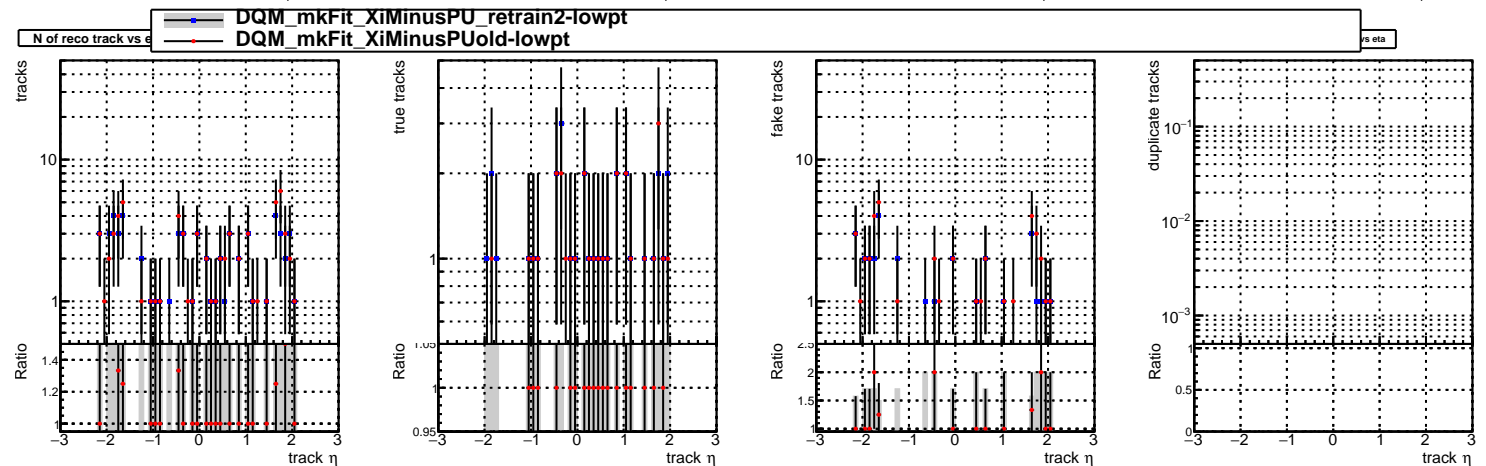 DQM_mkFit_XiMinusPU_retrain2-lowpt
DQM_mkFit_XiMinusPUold-lowpt
N of reco track vs e
vs eta
tracks
10
1
Ratio
1.4
1.2
1
−3 −2 −1 0 1 2 3
track η
true tracks
1
Ratio
1.05
1
0.95
−3 −2 −1 0 1 2 3
track η
fake tracks
10
1
Ratio
2.5
2
1.5
1
−3 −2 −1 0 1 2 3
track η
duplicate tracks
10−1
10−2
10−3
Ratio
1
0.5
0
−3 −2 −1 0 1 2 3
track η